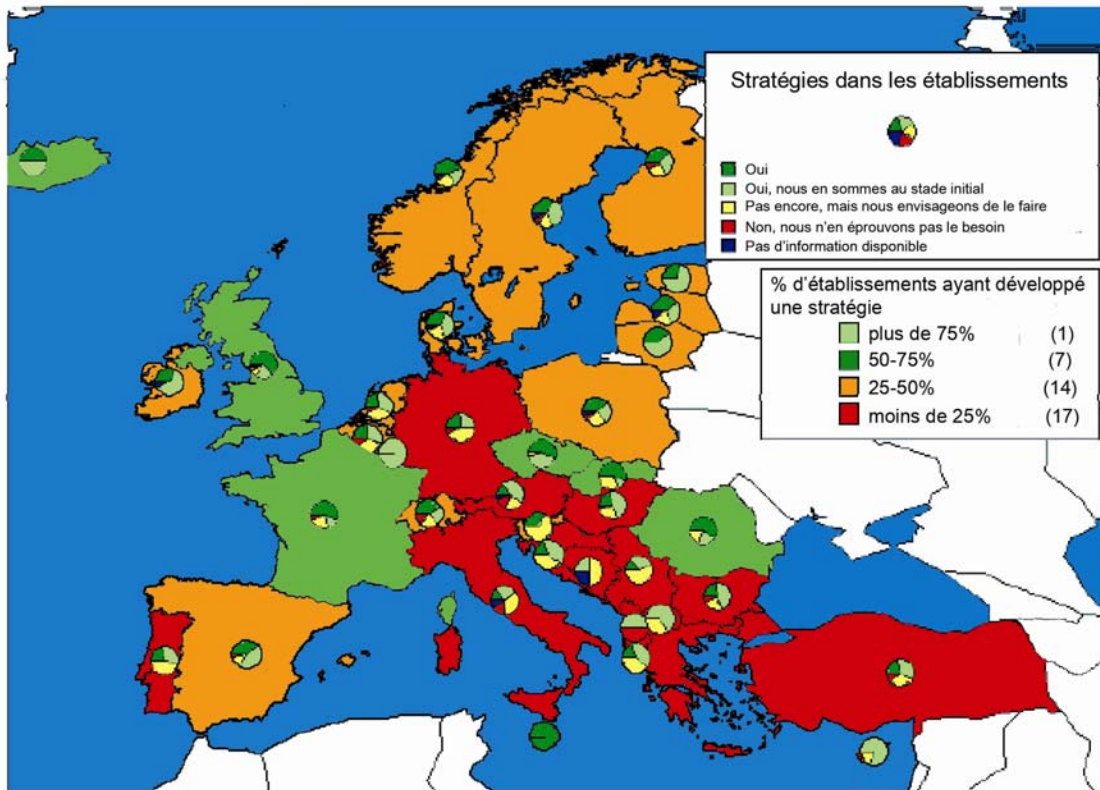 Stratégies dans les établissements
Oui
Oui, nous en sommes au stade initial
Pas encore, mais nous envisageons de le faire
Non, nous n'en éprouvons pas le besoin
Pas d'information disponible
% d'établissements ayant développé
une stratégie
plus de 75% (1)
50-75% (7)
25-50% (14)
moins de 25% (17)